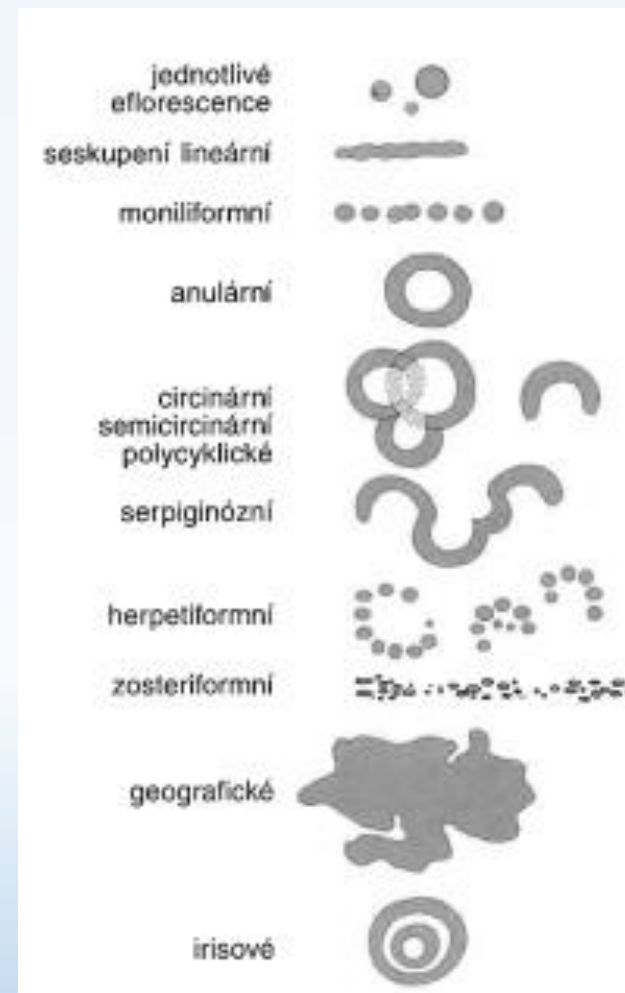 jednotlivé
eflorescence
seskupení lineární
moniliformní
anulární
circinární
semicircinární
polycyklické
serpiginózní
herpetiformní
zosteriformní
geografické
irisové